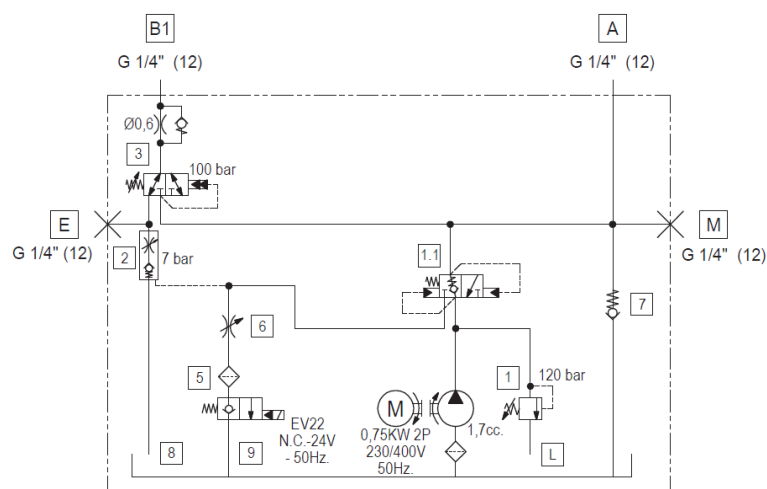 B1
A
G 1/4" (12)
G 1/4" (12)
Ø0,6
3
100 bar
E
M
G 1/4" (12)
G 1/4" (12)
2
7 bar
1.1
7
6
5
1
120 bar
EV22
N.C.-24V
- 50Hz.
M
0,75KW 2P
230/400V
50Hz.
1,7cc.
8
9
L